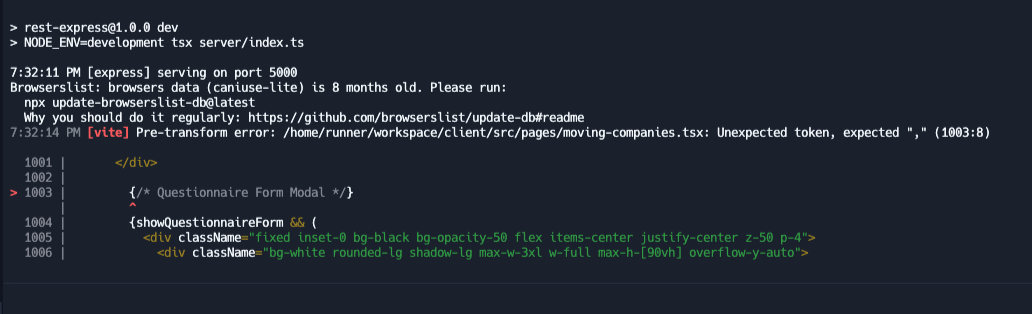 > rest-express@1.0.0 dev
> NODE_ENV=development tsx server/index.ts
7:32:11 PM [express] serving on port 5000
Browserslist: browsers data (caniuse-lite) is 8 months old. Please run:
  npx update-browserslist-db@latest
  Why you should do it regularly: https://github.com/browserslist/update-db#readme
7:32:14 PM [vite] Pre-transform error: /home/runner/workspace/client/src/pages/moving-companies.tsx: Unexpected token, expected "," (1003:8)
  1001 |       </div>
  1002 |
> 1003 |         {/* Questionnaire Form Modal */}
       |         ^
  1004 |         {showQuestionnaireForm && (
  1005 |           <div className="fixed inset-0 bg-black bg-opacity-50 flex items-center justify-center z-50 p-4">
  1006 |             <div className="bg-white rounded-lg shadow-lg max-w-3xl w-full max-h-[90vh] overflow-y-auto">